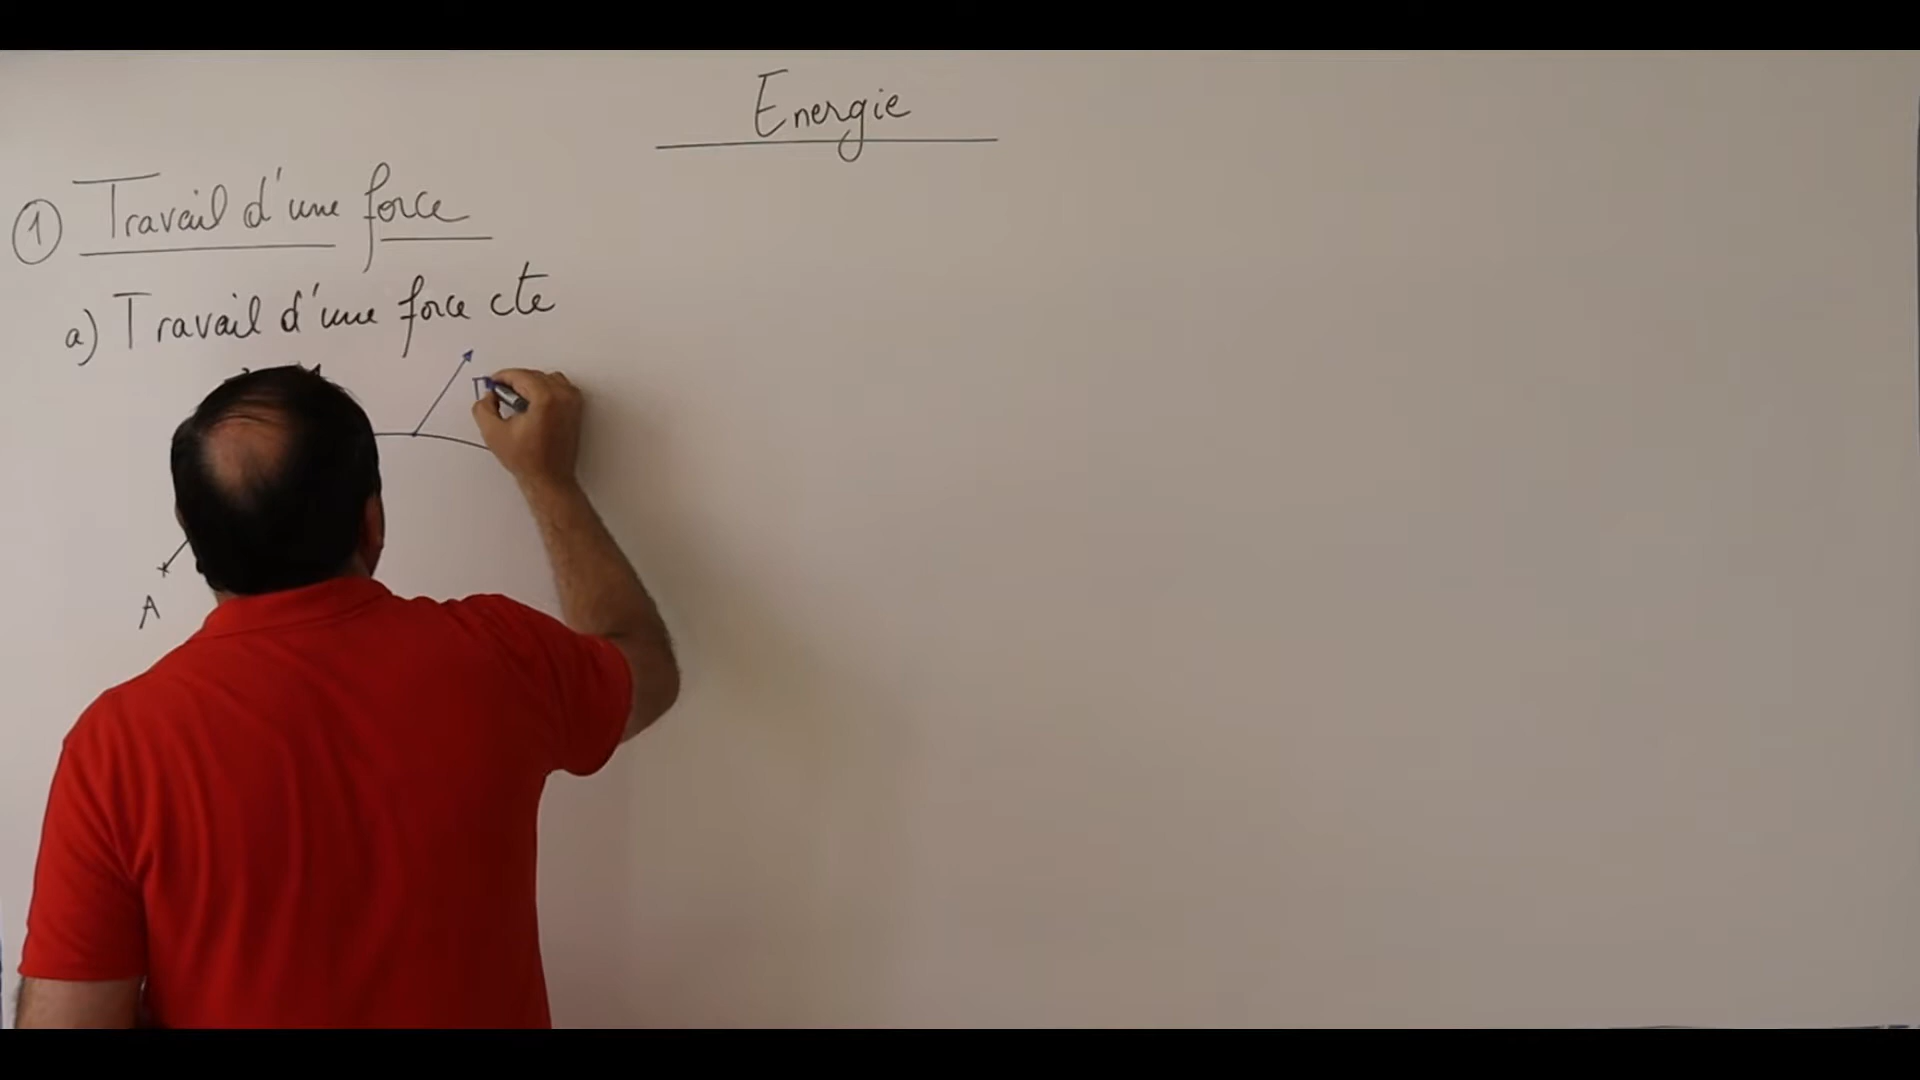 Energie
① Travail d'une force
a) Travail d'une force cte
A